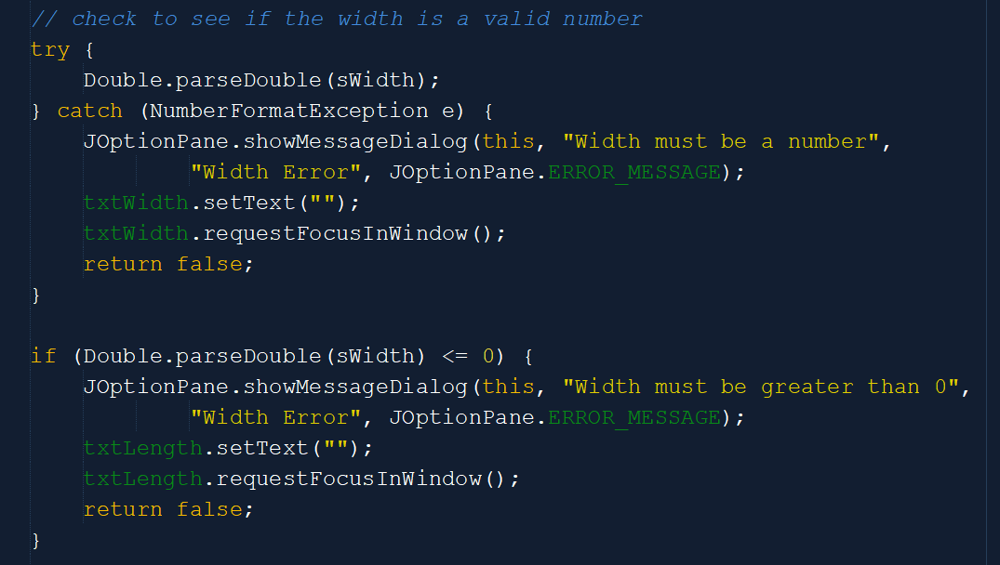 // check to see if the width is a valid number
try {
    Double.parseDouble(sWidth);
} catch (NumberFormatException e) {
    JOptionPane.showMessageDialog(this, "Width must be a number",
            "Width Error", JOptionPane.ERROR_MESSAGE);
    txtWidth.setText("");
    txtWidth.requestFocusInWindow();
    return false;
}

if (Double.parseDouble(sWidth) <= 0) {
    JOptionPane.showMessageDialog(this, "Width must be greater than 0",
            "Width Error", JOptionPane.ERROR_MESSAGE);
    txtLength.setText("");
    txtLength.requestFocusInWindow();
    return false;
}